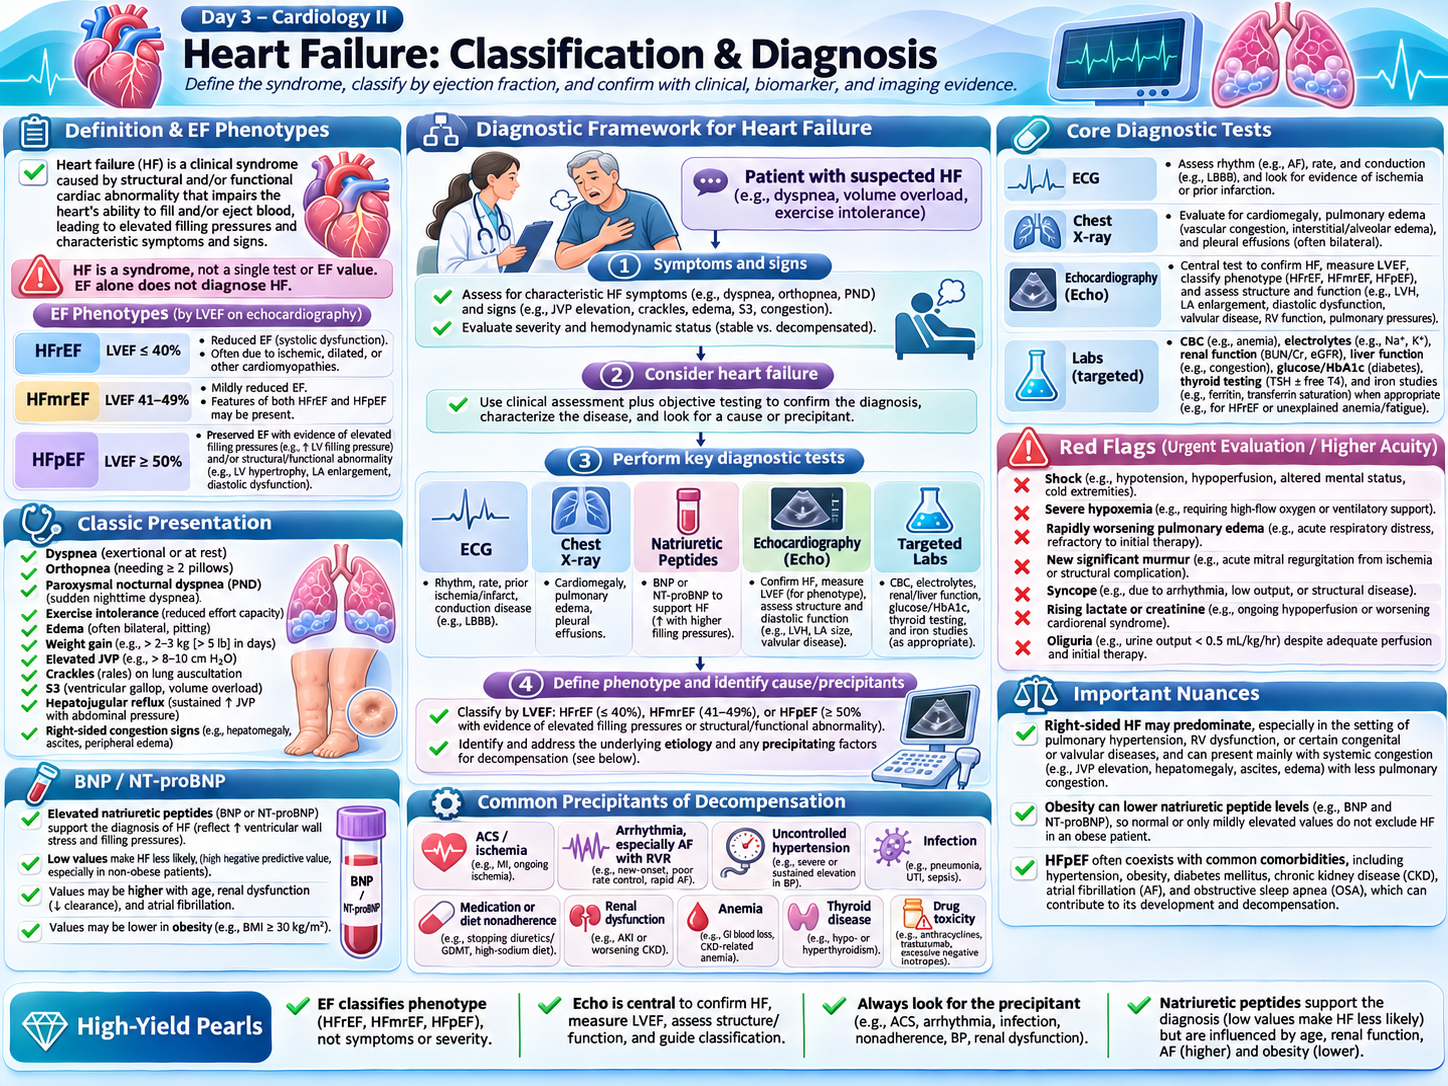 Day 3 – Cardiology II
Heart Failure: Classification & Diagnosis
Define the syndrome, classify by ejection fraction, and confirm with clinical, biomarker, and imaging evidence.
Definition & EF Phenotypes
Heart failure (HF) is a clinical syndrome
caused by structural and/or functional
cardiac abnormality that impairs the
heart's ability to fill and/or eject blood,
leading to elevated filling pressures and
characteristic symptoms and signs.
HF is a syndrome, not a single test or EF value.
EF alone does not diagnose HF.
EF Phenotypes (by LVEF on echocardiography)
HFrEF
LVEF ≤ 40%
• Reduced EF (systolic dysfunction).
• Often due to ischemic, dilated, or
other cardiomyopathies.
HFmrEF
LVEF 41–49%
• Mildly reduced EF.
• Features of both HFrEF and HFpEF
may be present.
HFpEF
LVEF ≥ 50%
• Preserved EF with evidence of elevated
filling pressures (e.g., ↑ LV filling pressure)
and/or structural/functional abnormality
(e.g., LV hypertrophy, LA enlargement,
diastolic dysfunction).
Classic Presentation
Dyspnea (exertional or at rest)
Orthopnea (needing ≥ 2 pillows)
Paroxysmal nocturnal dyspnea (PND)
(sudden nighttime dyspnea).
Exercise intolerance (reduced effort capacity)
Edema (often bilateral, pitting)
Weight gain (e.g., > 2–3 kg [> 5 lb] in days)
Elevated JVP (e.g., > 8–10 cm H₂O)
Crackles (rales) on lung auscultation
S3 (ventricular gallop, volume overload)
Hepatojugular reflux (sustained ↑ JVP
with abdominal pressure)
Right-sided congestion signs (e.g., hepatomegaly,
ascites, peripheral edema)
BNP / NT-proBNP
Elevated natriuretic peptides (BNP or NT-proBNP)
support the diagnosis of HF (reflect ↑ ventricular wall
stress and filling pressures).
Low values make HF less likely, (high negative predictive value,
especially in non-obese patients).
Values may be higher with age, renal dysfunction
(↓ clearance), and atrial fibrillation.
Values may be lower in obesity (e.g., BMI ≥ 30 kg/m²).
BNP
/
NT-proBNP
Diagnostic Framework for Heart Failure
Patient with suspected HF
(e.g., dyspnea, volume overload,
exercise intolerance)
1 Symptoms and signs
Assess for characteristic HF symptoms (e.g., dyspnea, orthopnea, PND)
and signs (e.g., JVP elevation, crackles, edema, S3, congestion).
Evaluate severity and hemodynamic status (stable vs. decompensated).
2 Consider heart failure
Use clinical assessment plus objective testing to confirm the diagnosis,
characterize the disease, and look for a cause or precipitant.
3 Perform key diagnostic tests
ECG
• Rhythm, rate, prior
ischemia/infarct,
conduction disease
(e.g., LBBB).
Chest
X-ray
• Cardiomegaly,
pulmonary
edema,
pleural
effusions.
Natriuretic
Peptides
• BNP or
NT-proBNP to
support HF
(↑ with higher
filling pressures).
Echocardiography
(Echo)
• Confirm HF, measure
LVEF (for phenotype),
assess structure and
diastolic function
(e.g., LVH, LA size,
valvular disease).
Targeted
Labs
• CBC, electrolytes,
renal/liver function,
glucose/HbA1c,
thyroid testing,
and iron studies
(as appropriate).
4 Define phenotype and identify cause/precipitants
Classify by LVEF: HFrEF (≤ 40%), HFmrEF (41–49%), or HFpEF (≥ 50%
with evidence of elevated filling pressures or structural/functional abnormality).
Identify and address the underlying etiology and any precipitating factors
for decompensation (see below).
Common Precipitants of Decompensation
ACS /
ischemia
(e.g., MI, ongoing
ischemia).
Arrhythmia,
especially AF
with RVR
(e.g., new-onset, poor
rate control, rapid AF).
Uncontrolled
hypertension
(e.g., severe or
sustained elevation
in BP).
Infection
(e.g., pneumonia,
UTI, sepsis).
Medication or
diet nonadherence
(e.g., stopping diuretics/
GDMT, high-sodium diet).
Renal
dysfunction
(e.g., AKI or
worsening CKD).
Anemia
(e.g., GI blood loss,
CKD-related
anemia).
Thyroid
disease
(e.g., hypo- or
hyperthyroidism).
Drug
toxicity
(e.g., anthracyclines,
trastuzumab,
excessive negative
inotropes).
Core Diagnostic Tests
ECG
• Assess rhythm (e.g., AF), rate, and conduction
(e.g., LBBB), and look for evidence of ischemia
or prior infarction.
Chest
X-ray
• Evaluate for cardiomegaly, pulmonary edema
(vascular congestion, interstitial/alveolar edema),
and pleural effusions (often bilateral).
Echocardiography
(Echo)
• Central test to confirm HF, measure LVEF,
classify phenotype (HFrEF, HFmrEF, HFpEF),
and assess structure and function (e.g., LVH,
LA enlargement, diastolic dysfunction,
valvular disease, RV function, pulmonary pressures).
Labs
(targeted)
• CBC (e.g., anemia), electrolytes (e.g., Na⁺, K⁺),
renal function (BUN/Cr, eGFR), liver function
(e.g., congestion), glucose/HbA1c (diabetes),
thyroid testing (TSH ± free T4), and iron studies
(e.g., ferritin, transferrin saturation) when appropriate
(e.g., for HFrEF or unexplained anemia/fatigue).
Red Flags (Urgent Evaluation / Higher Acuity)
Shock (e.g., hypotension, hypoperfusion, altered mental status,
cold extremities).
Severe hypoxemia (e.g., requiring high-flow oxygen or ventilatory support).
Rapidly worsening pulmonary edema (e.g., acute respiratory distress,
refractory to initial therapy).
New significant murmur (e.g., acute mitral regurgitation from ischemia
or structural complication).
Syncope (e.g., due to arrhythmia, low output, or structural disease).
Rising lactate or creatinine (e.g., ongoing hypoperfusion or worsening
cardiorenal syndrome).
Oliguria (e.g., urine output < 0.5 mL/kg/hr) despite adequate perfusion
and initial therapy.
Important Nuances
Right-sided HF may predominate, especially in the setting of
pulmonary hypertension, RV dysfunction, or certain congenital
or valvular diseases, and can present mainly with systemic congestion
(e.g., JVP elevation, hepatomegaly, ascites, edema) with less pulmonary
congestion.
Obesity can lower natriuretic peptide levels (e.g., BNP and
NT-proBNP), so normal or only mildly elevated values do not exclude HF
in an obese patient.
HFpEF often coexists with common comorbidities, including
hypertension, obesity, diabetes mellitus, chronic kidney disease (CKD),
atrial fibrillation (AF), and obstructive sleep apnea (OSA), which can
contribute to its development and decompensation.
High-Yield Pearls
EF classifies phenotype
(HFrEF, HFmrEF, HFpEF),
not symptoms or severity.
Echo is central to confirm HF,
measure LVEF, assess structure/
function, and guide classification.
Always look for the precipitant
(e.g., ACS, arrhythmia, infection,
nonadherence, BP, renal dysfunction).
Natriuretic peptides support the
diagnosis (low values make HF less likely)
but are influenced by age, renal function,
AF (higher) and obesity (lower).